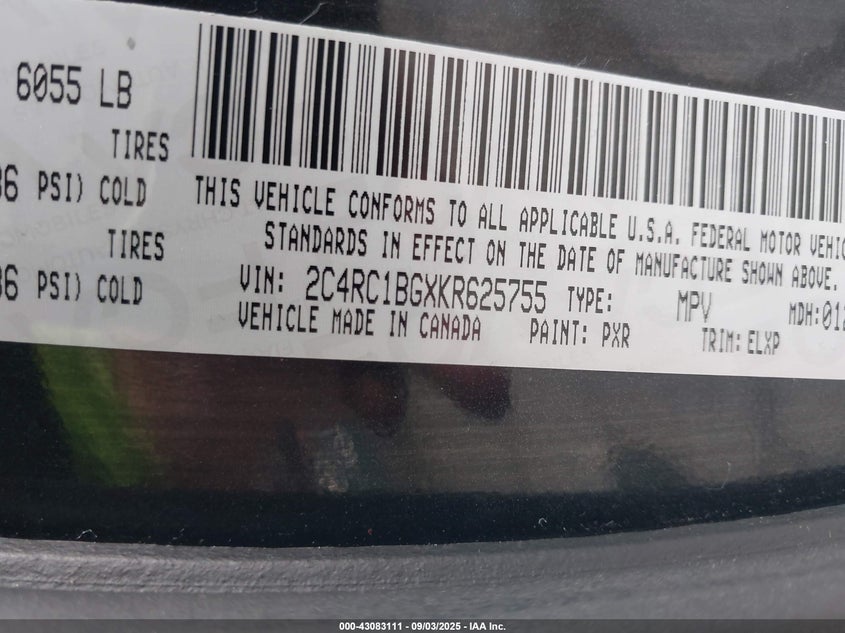 6055 LB
TIRES
36 PSI) COLD
TIRES
36 PSI) COLD
THIS VEHICLE CONFORMS TO ALL APPLICABLE U.S.A. FEDERAL MOTOR VEHIC
STANDARDS IN EFFECT ON THE DATE OF MANUFACTURE SHOWN ABOVE.
VIN: 2C4RC1BGXKR625755 TYPE: MPV MDH:012
VEHICLE MADE IN CANADA PAINT: PXR TRIM: ELXP
000-43083111 - 09/03/2025 - IAA Inc.